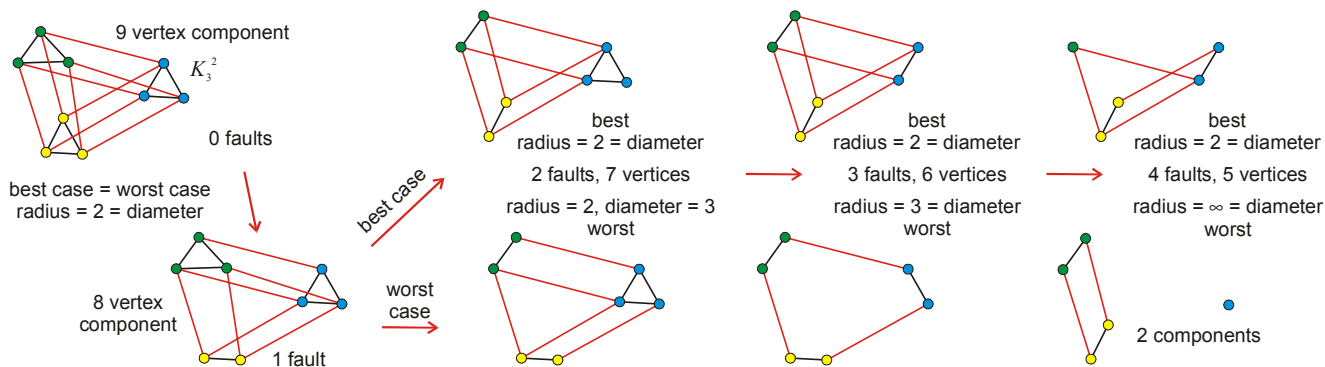 9 vertex component
K₃²
0 faults
best case = worst case
radius = 2 = diameter
8 vertex
component
1 fault
best case
worst
case
best
radius = 2 = diameter
2 faults, 7 vertices
radius = 2, diameter = 3
worst
best
radius = 2 = diameter
3 faults, 6 vertices
radius = 3 = diameter
worst
best
radius = 2 = diameter
4 faults, 5 vertices
radius = ∞ = diameter
worst
2 components